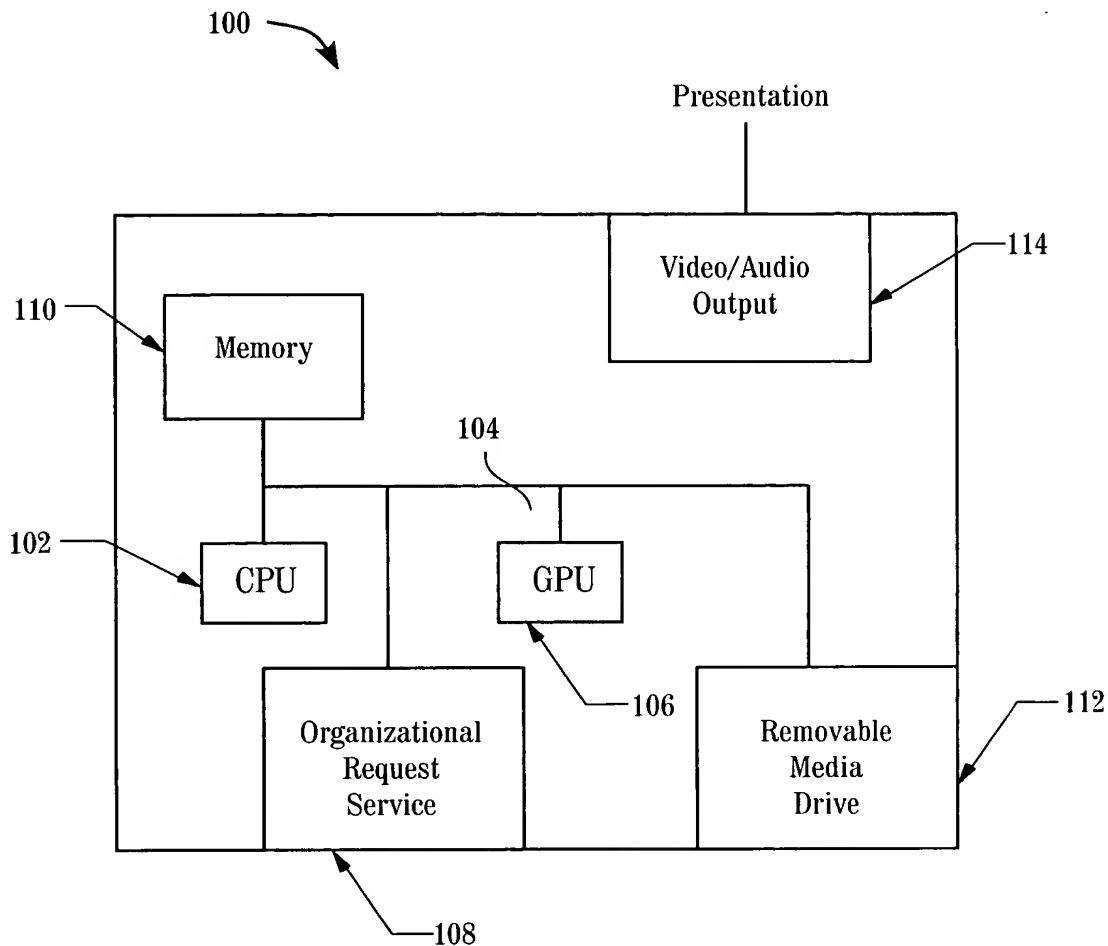 100
Presentation
Video/Audio
Output
114
110
Memory
104
102
CPU
GPU
106
Organizational
Request
Service
Removable
Media
Drive
112
108